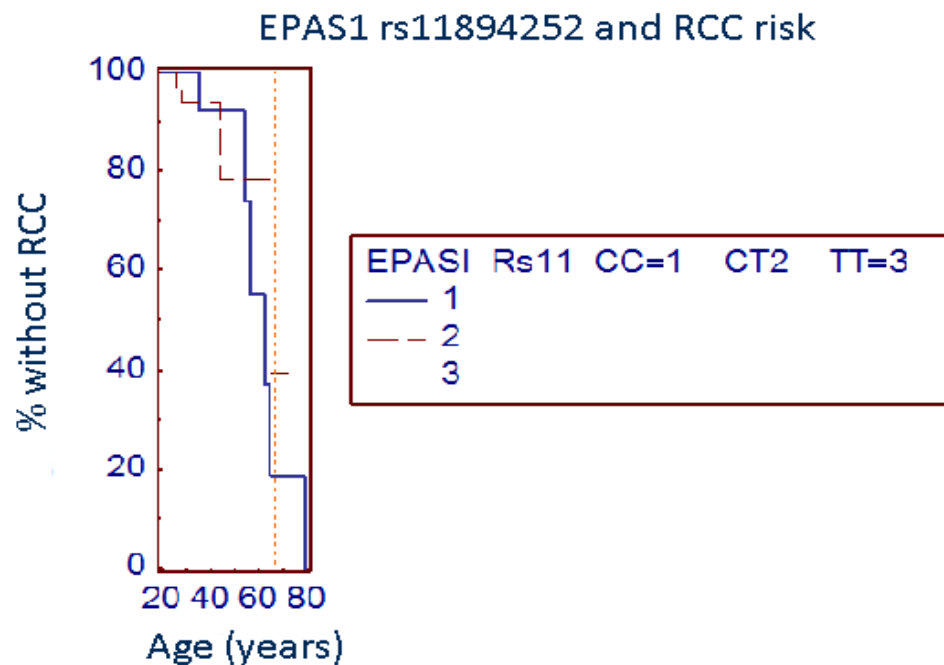 EPAS1 rs11894252 and RCC risk
% without RCC
100
80
60
40
20
0
20 40 60 80
Age (years)
EPASI Rs11 CC=1 CT2 TT=3
1
2
3